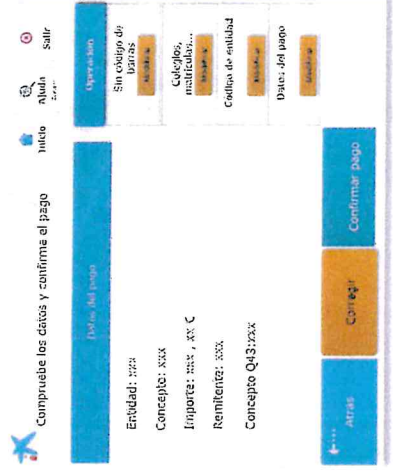 Compruebe los datos y confirma el pago
Inicio
Ayuda
Salir
Datos del pago
Operación
Entidad: xxx
Concepto: xxx
Importe: xxx , xx €
Remitente: xxx
Concepto Q43:xxx
Sin código de
barras
Colegios,
matrículas...
Código de entidad
Datos del pago
Atrás
Corregir
Confirmar pago